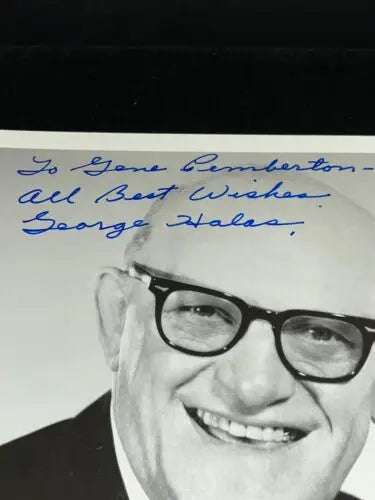 To Gene Pemberton-
All Best Wishes.
George Halas.